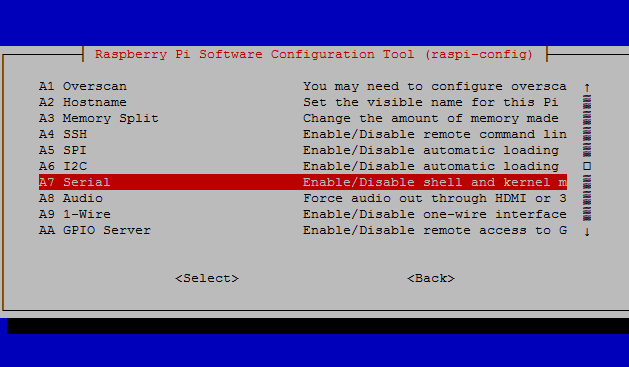 Raspberry Pi Software Configuration Tool (raspi-config)
A1 Overscan You may need to configure oversca
A2 Hostname Set the visible name for this Pi
A3 Memory Split Change the amount of memory made
A4 SSH Enable/Disable remote command lin
A5 SPI Enable/Disable automatic loading
A6 I2C Enable/Disable automatic loading
A7 Serial Enable/Disable shell and kernel m
A8 Audio Force audio out through HDMI or 3
A9 1-Wire Enable/Disable one-wire interface
AA GPIO Server Enable/Disable remote access to G
<Select> <Back>